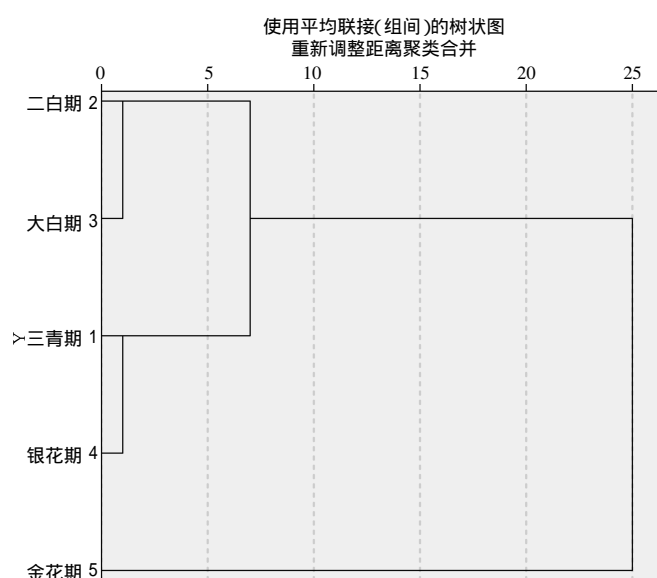 使用平均联接(组间)的树状图
重新调整距离聚类合并
0 5 10 15 20 25
二白期 2
大白期 3
Y
三青期 1
银花期 4
金花期 5